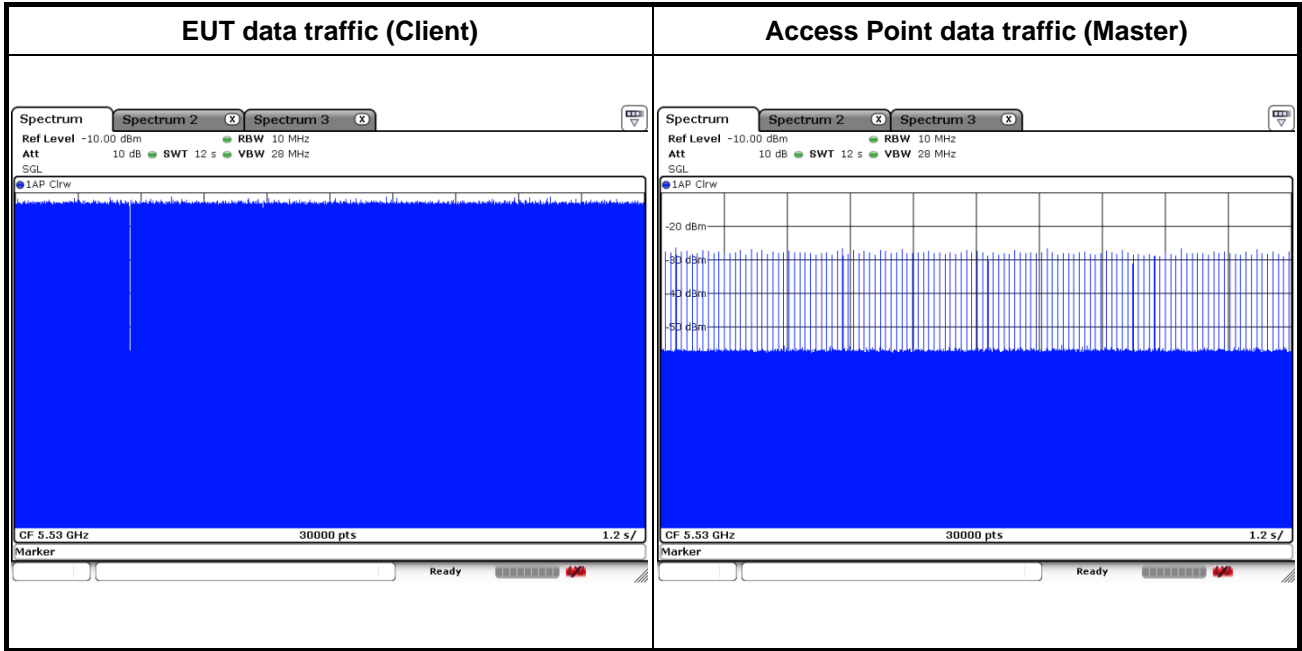 EUT data traffic (Client)
Spectrum Spectrum 2 X Spectrum 3 X
Ref Level -10.00 dBm RBW 10 MHz
Att 10 dB SWT 12 s VBW 28 MHz
SGL
1AP Clrw
CF 5.53 GHz 30000 pts 1.2 s/
Marker
Ready
Access Point data traffic (Master)
Spectrum Spectrum 2 X Spectrum 3 X
Ref Level -10.00 dBm RBW 10 MHz
Att 10 dB SWT 12 s VBW 28 MHz
SGL
1AP Clrw
-20 dBm
-30 dBm
-40 dBm
-50 dBm
CF 5.53 GHz 30000 pts 1.2 s/
Marker
Ready